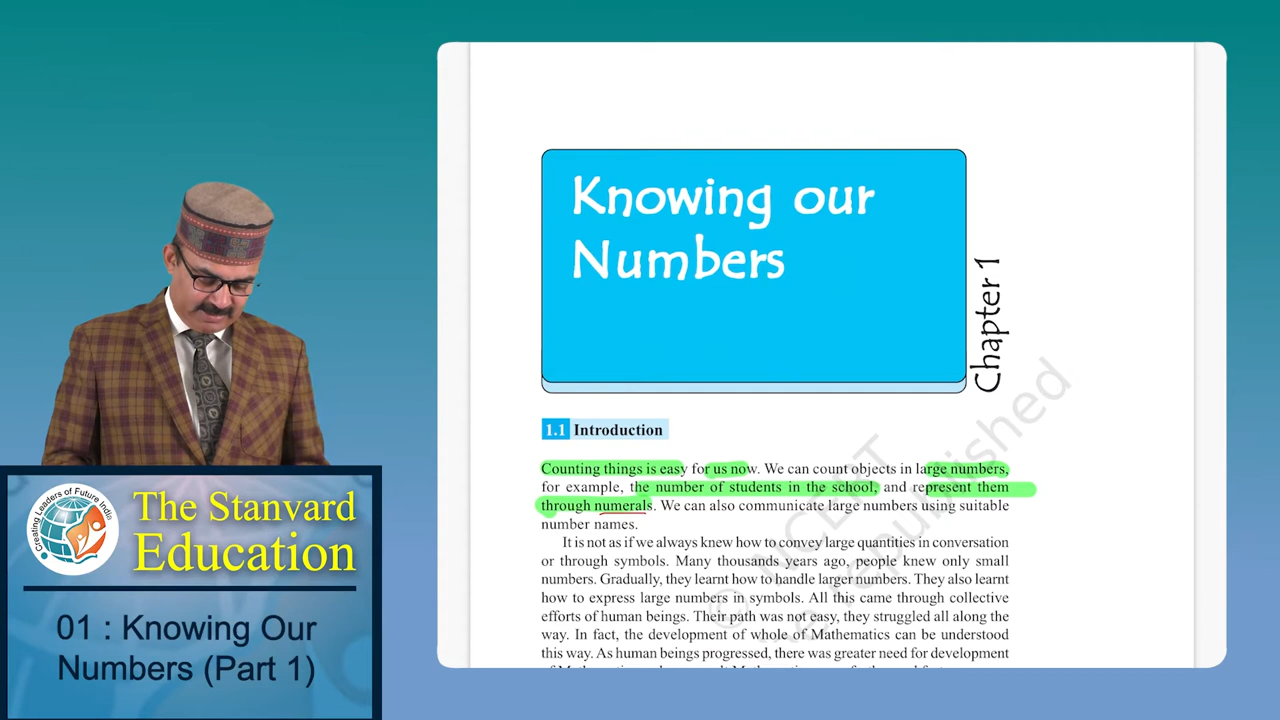 Knowing our
Numbers
Chapter 1
1.1 Introduction
Counting things is easy for us now. We can count objects in large numbers,
for example, the number of students in the school, and represent them
through numerals. We can also communicate large numbers using suitable
number names.
It is not as if we always knew how to convey large quantities in conversation
or through symbols. Many thousands years ago, people knew only small
numbers. Gradually, they learnt how to handle larger numbers. They also learnt
how to express large numbers in symbols. All this came through collective
efforts of human beings. Their path was not easy, they struggled all along the
way. In fact, the development of whole of Mathematics can be understood
this way. As human beings progressed, there was greater need for development
© NCERT
be republished
Creating Leaders of Future India
The Stanvard
Education
01 : Knowing Our
Numbers (Part 1)